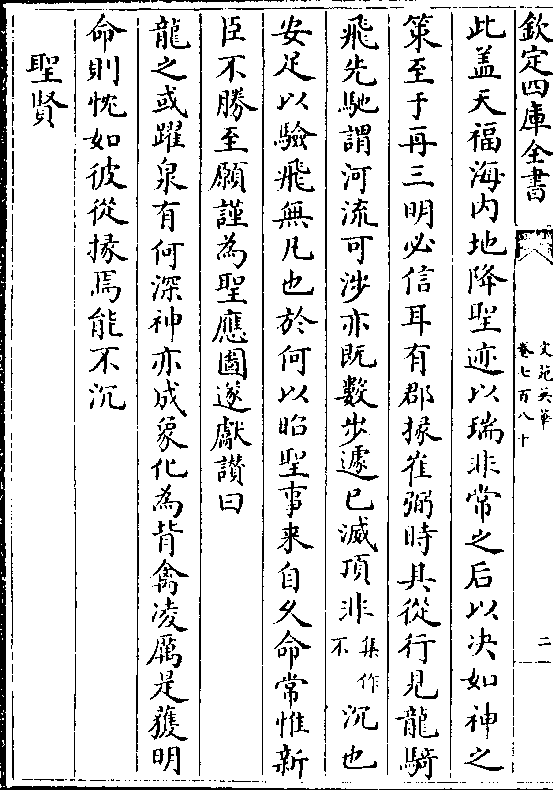 欽定四庫全書
文苑英華
卷七百八十
二
此盖天福海内地降聖迹以瑞非常之后以决如神之
策至于再三明必信耳有郡掾崔弼時具從行見龍騎
飛先馳謂河流可涉亦既數步遽已滅頂非集作不沉也
安足以驗飛無凡也於何以昭聖事来自久命常惟新
臣不勝至願謹為聖應圖遂獻讃曰
龍之或躍泉有何深神亦成象化為背禽凌厲是獲明
命則恍如彼從掾焉能不沉
聖賢